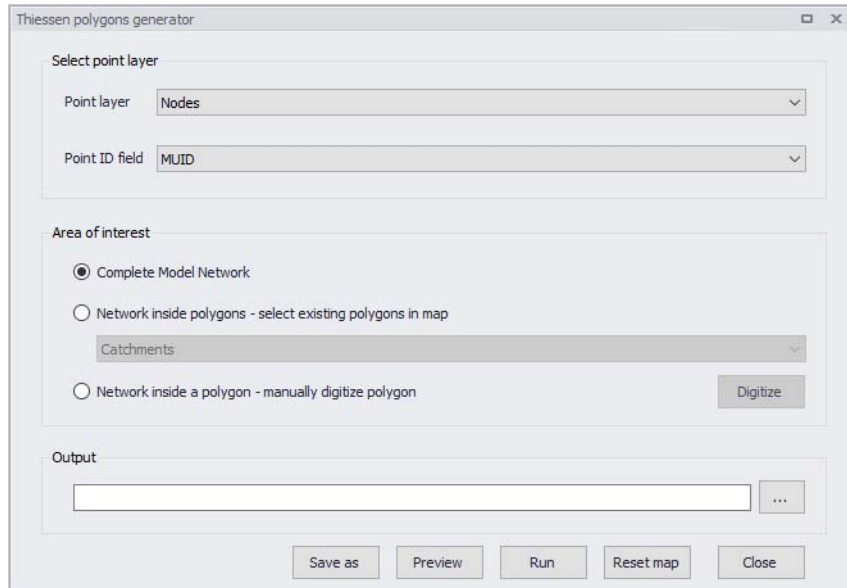 Thiessen polygons generator
Select point layer
Point layer Nodes
Point ID field MUID
Area of interest
Complete Model Network
Network inside polygons - select existing polygons in map
Catchments
Network inside a polygon - manually digitize polygon Digitize
Output
...
Save as Preview Run Reset map Close